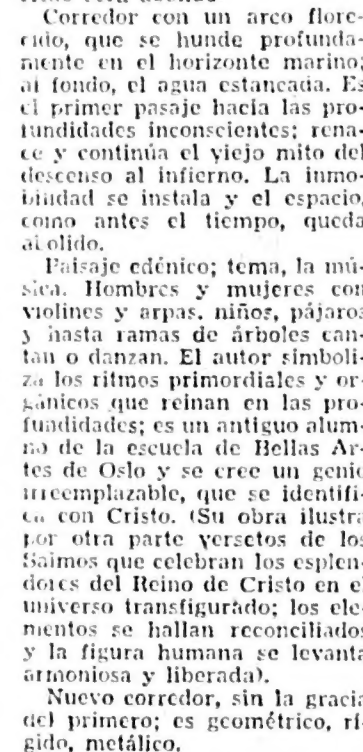 Corredor con un arco flore-
cido, que se hunde profunda-
mente en el horizonte marino;
al fondo, el agua estancada. Es
el primer pasaje hacia las pro-
fundidades inconscientes; rena-
ce y continúa el viejo mito del
descenso al infierno. La inmo-
bilidad se instala y el espacio,
como antes el tiempo, queda
abolido.
Paisaje edénico; tema, la mú-
sica. Hombres y mujeres con
violines y arpas, niños, pájaros
y hasta ramas de árboles can-
tan o danzan. El autor simboli-
za los ritmos primordiales y or-
gánicos que reinan en las pro-
fundidades; es un antiguo alum-
no de la escuela de Bellas Ar-
tes de Oslo y se cree un genio
irreemplazable, que se identifi-
ca con Cristo. (Su obra ilustra
por otra parte versetos de los
Salmos que celebran los esplen-
dores del Reino de Cristo en el
universo transfigurado; los ele-
mentos se hallan reconciliados
y la figura humana se levanta
armoniosa y liberada).
Nuevo corredor, sin la gracia
del primero; es geométrico, rí-
gido, metálico,